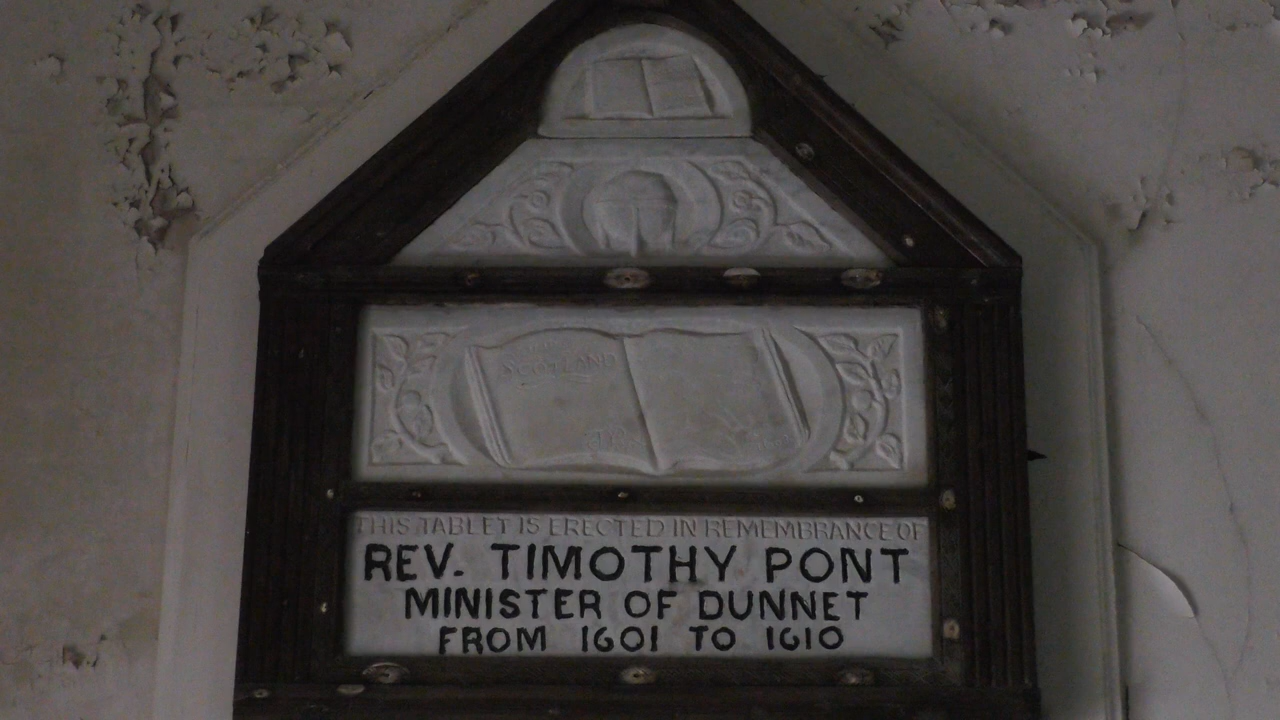 SCOTLAND
THIS TABLET IS ERECTED IN REMEMBRANCE OF
REV. TIMOTHY PONT
MINISTER OF DUNNET
FROM 1601 TO 1610